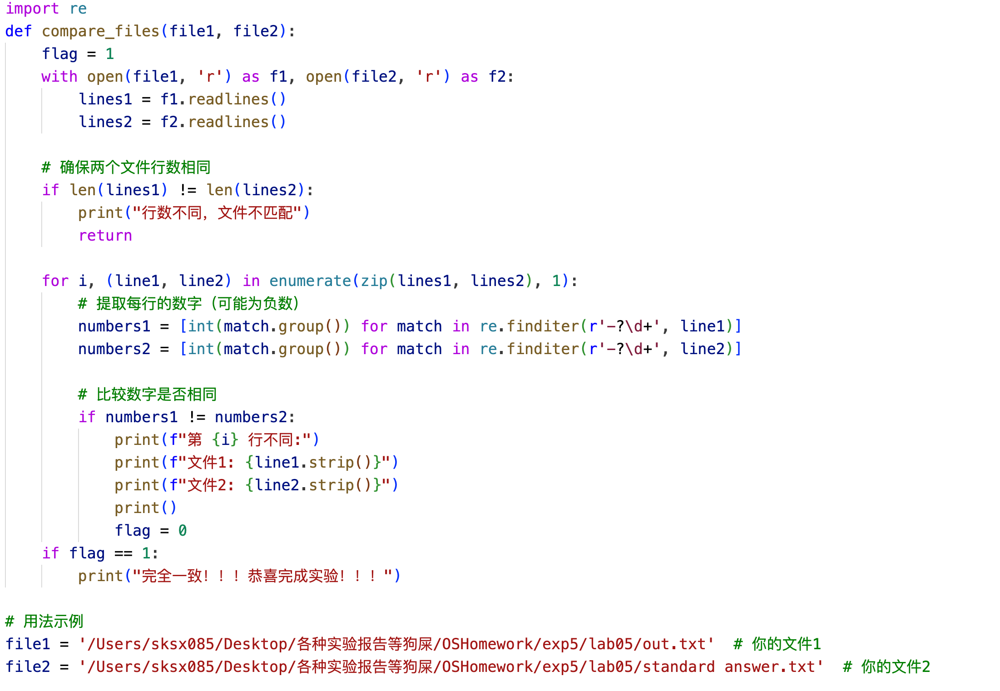 import re
def compare_files(file1, file2):
    flag = 1
    with open(file1, 'r') as f1, open(file2, 'r') as f2:
        lines1 = f1.readlines()
        lines2 = f2.readlines()

    # 确保两个文件行数相同
    if len(lines1) != len(lines2):
        print("行数不同，文件不匹配")
        return

    for i, (line1, line2) in enumerate(zip(lines1, lines2), 1):
        # 提取每行的数字（可能为负数）
        numbers1 = [int(match.group()) for match in re.finditer(r'-?\d+', line1)]
        numbers2 = [int(match.group()) for match in re.finditer(r'-?\d+', line2)]

        # 比较数字是否相同
        if numbers1 != numbers2:
            print(f"第 {i} 行不同:")
            print(f"文件1: {line1.strip()}")
            print(f"文件2: {line2.strip()}")
            print()
            flag = 0
    if flag == 1:
        print("完全一致！！！恭喜完成实验！！！")

# 用法示例
file1 = '/Users/sksx085/Desktop/各种实验报告等狗屎/OSHomework/exp5/lab05/out.txt'  # 你的文件1
file2 = '/Users/sksx085/Desktop/各种实验报告等狗屎/OSHomework/exp5/lab05/standard answer.txt'  # 你的文件2